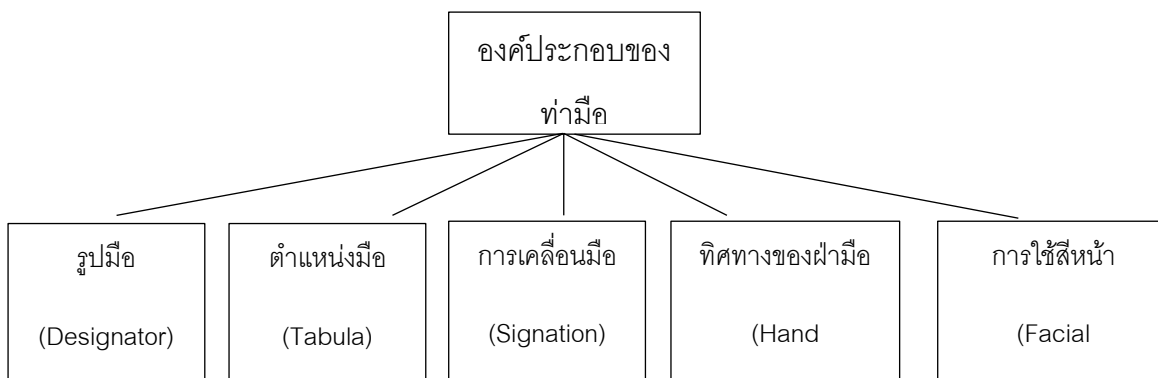 องค์ประกอบของ
ท่ามือ
รูปมือ
(Designator)
ตำแหน่งมือ
(Tabula)
การเคลื่อนมือ
(Signation)
ทิศทางของฝ่ามือ
(Hand
การใช้สีหน้า
(Facial